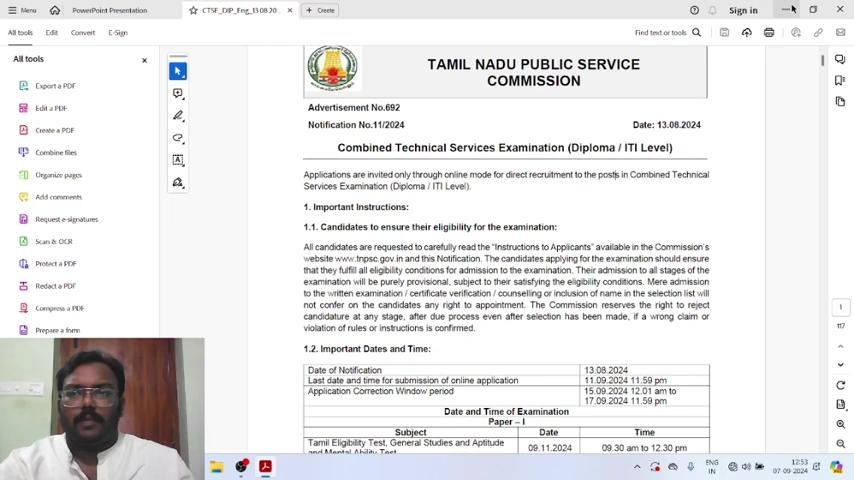 Menu
PowerPoint Presentation
CTSE_DIP_Eng_13.08.20...
Create
Sign in
All tools
Edit
Convert
E-Sign
Find text or tools
All tools
Export a PDF
Edit a PDF
Create a PDF
Combine files
Organize pages
Add comments
Request e-signatures
Scan & OCR
Protect a PDF
Redact a PDF
Compress a PDF
Prepare a form
TAMIL NADU PUBLIC SERVICE
COMMISSION
Advertisement No.692
Notification No.11/2024
Date: 13.08.2024
Combined Technical Services Examination (Diploma / ITI Level)
Applications are invited only through online mode for direct recruitment to the posts in Combined Technical
Services Examination (Diploma / ITI Level).
1. Important Instructions:
1.1. Candidates to ensure their eligibility for the examination:
All candidates are requested to carefully read the "Instructions to Applicants" available in the Commission's
website www.tnpsc.gov.in and this Notification. The candidates applying for the examination should ensure
that they fulfill all eligibility conditions for admission to the examination. Their admission to all stages of the
examination will be purely provisional, subject to their satisfying the eligibility conditions. Mere admission
to the written examination / certificate verification / counselling or inclusion of name in the selection list will
not confer on the candidates any right to appointment. The Commission reserves the right to reject
candidature at any stage, after due process even after selection has been made, if a wrong claim or
violation of rules or instructions is confirmed.
1.2. Important Dates and Time:
Date of Notification 13.08.2024
Last date and time for submission of online application 11.09.2024 11.59 pm
Application Correction Window period 15.09.2024 12.01 am to
17.09.2024 11.59 pm
Date and Time of Examination
Paper – I
Subject Date Time
Tamil Eligibility Test, General Studies and Aptitude
and Mental Ability Test 09.11.2024 09.30 am to 12.30 pm
1
117
ENG
IN
12:53
07-09-2024